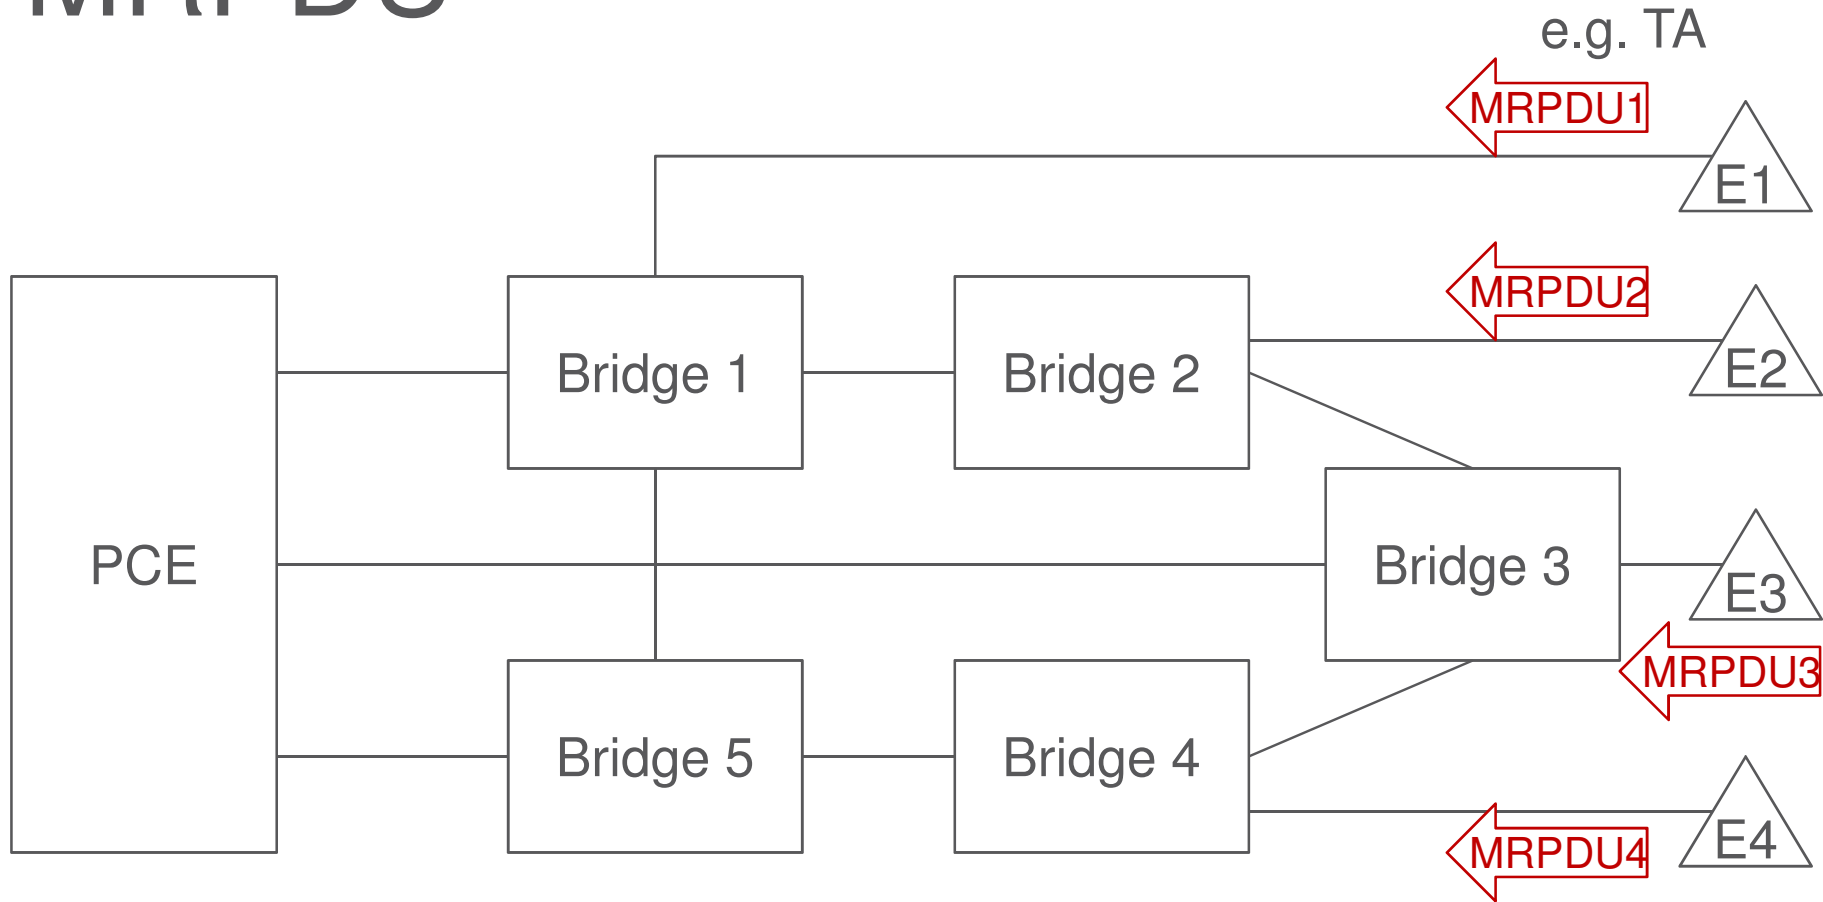 MRPDU
e.g. TA
MRPDU1
E1
MRPDU2
Bridge 1
Bridge 2
E2
PCE
Bridge 3
E3
MRPDU3
Bridge 5
Bridge 4
E4
MRPDU4